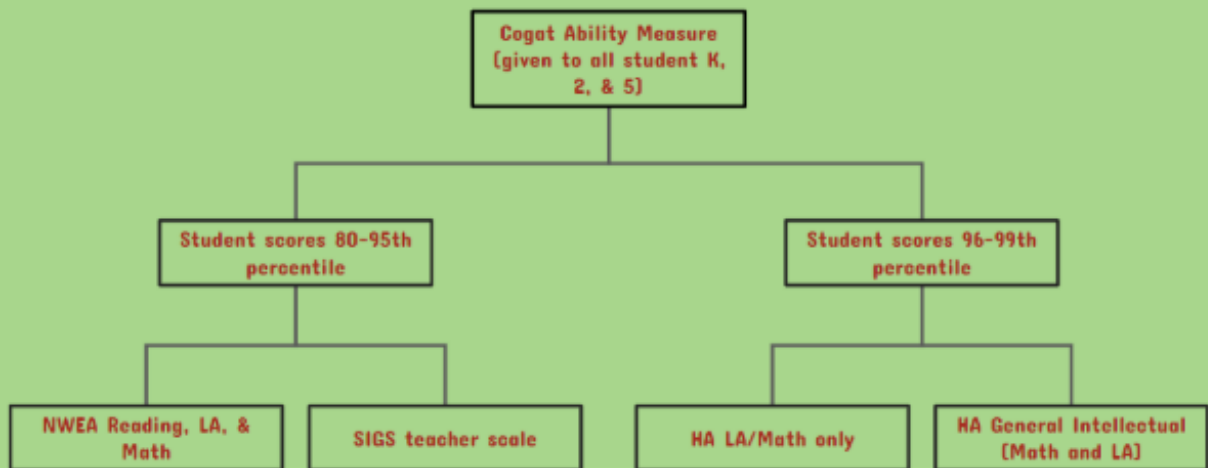 Cogat Ability Measure
(given to all student K,
2, & 5)
Student scores 80-95th
percentile
Student scores 96-99th
percentile
NWEA Reading, LA, &
Math
SIGS teacher scale
HA LA/Math only
HA General Intellectual
(Math and LA)